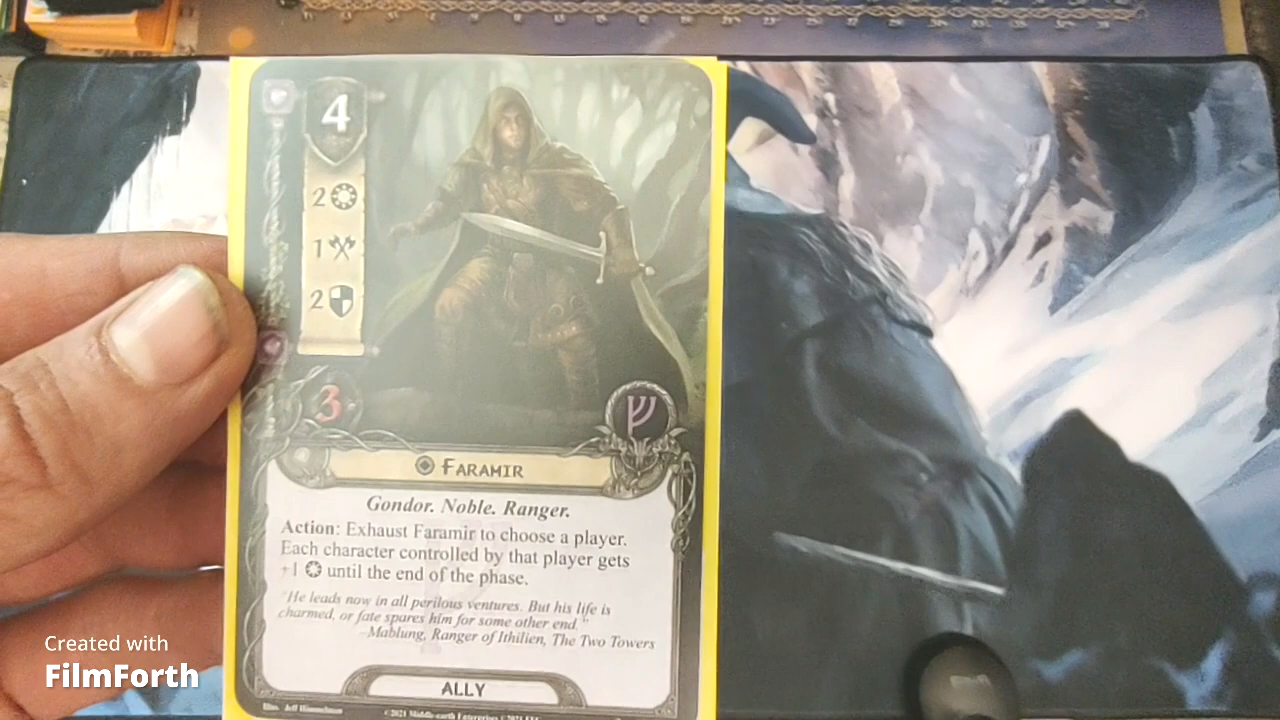 4
2
1
2
3
FARAMIR
Gondor. Noble. Ranger.
Action: Exhaust Faramir to choose a player.
Each character controlled by that player gets
+1 until the end of the phase.
"He leads now in all perilous ventures. But his life is
charmed, or fate spares him for some other end."
–Mablung, Ranger of Ithilien, The Two Towers
ALLY
Illus. Jeff Himmelman
©2021 Middle-earth Enterprises
Created with
FilmForth